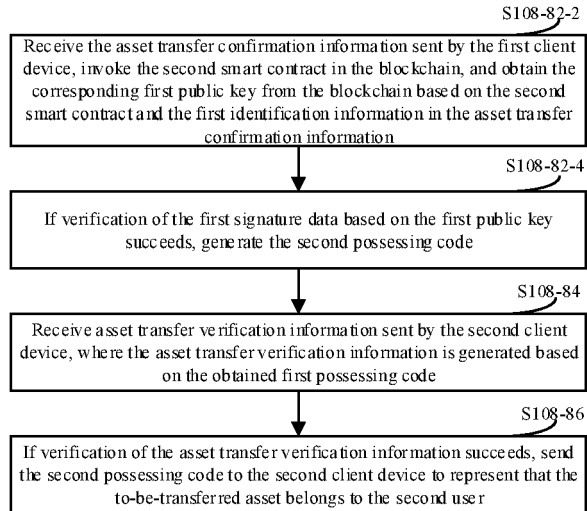 S108-82-2
Receive the asset transfer confirmation information sent by the first client
device, invoke the second smart contract in the blockchain, and obtain the
corresponding first public key from the blockchain based on the second
smart contract and the first identification information in the asset transfer
confirmation information
S108-82-4
If verification of the first signature data based on the first public key
succeeds, generate the second possessing code
S108-84
Receive asset transfer verification information sent by the second client
device, where the asset transfer verification information is generated based
on the obtained first possessing code
S108-86
If verification of the asset transfer verification information succeeds, send
the second possessing code to the second client device to represent that the
to-be-transferred asset belongs to the second user